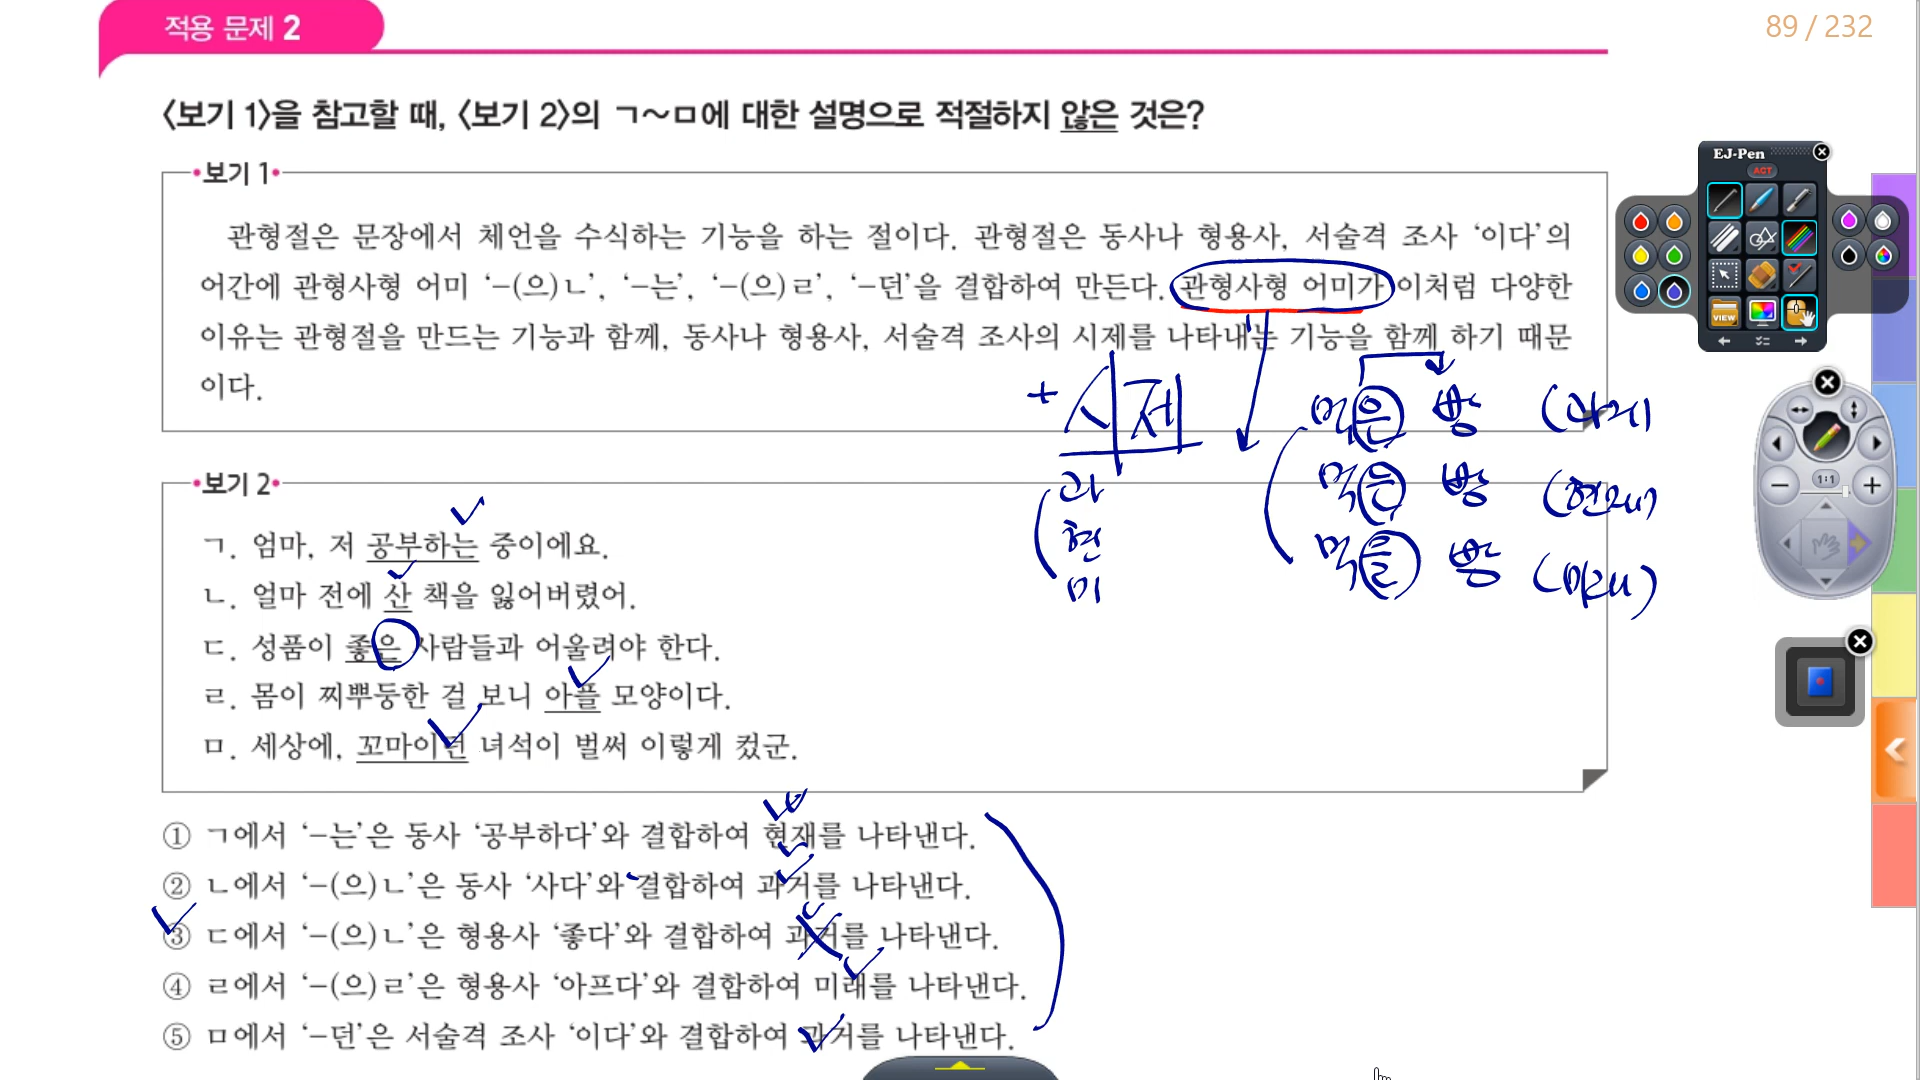 적용 문제 2
89 / 232
<보기 1>을 참고할 때, <보기 2>의 ㄱ~ㅁ에 대한 설명으로 적절하지 않은 것은?
보기 1
관형절은 문장에서 체언을 수식하는 기능을 하는 절이다. 관형절은 동사나 형용사, 서술격 조사 ‘이다’의
어간에 관형사형 어미 ‘-(으)ㄴ’, ‘-는’, ‘-(으)ㄹ’, ‘-던’을 결합하여 만든다. 관형사형 어미가 이처럼 다양한
이유는 관형절을 만드는 기능과 함께, 동사나 형용사, 서술격 조사의 시제를 나타내는 기능을 함께 하기 때문
이다.
+ 시제
과
현
미
먹은 빵 (과거)
먹는 빵 (현재)
먹을 빵 (미래)
보기 2
ㄱ. 엄마, 저 공부하는 중이에요.
ㄴ. 얼마 전에 산 책을 잃어버렸어.
ㄷ. 성품이 좋은 사람들과 어울려야 한다.
ㄹ. 몸이 찌뿌둥한 걸 보니 아플 모양이다.
ㅁ. 세상에, 꼬마이던 녀석이 벌써 이렇게 컸군.
① ㄱ에서 ‘-는’은 동사 ‘공부하다’와 결합하여 현재를 나타낸다.
② ㄴ에서 ‘-(으)ㄴ’은 동사 ‘사다’와 결합하여 과거를 나타낸다.
③ ㄷ에서 ‘-(으)ㄴ’은 형용사 ‘좋다’와 결합하여 과거를 나타낸다.
④ ㄹ에서 ‘-(으)ㄹ’은 형용사 ‘아프다’와 결합하여 미래를 나타낸다.
⑤ ㅁ에서 ‘-던’은 서술격 조사 ‘이다’와 결합하여 과거를 나타낸다.
EJ-Pen
ACT
VIEW
1:1